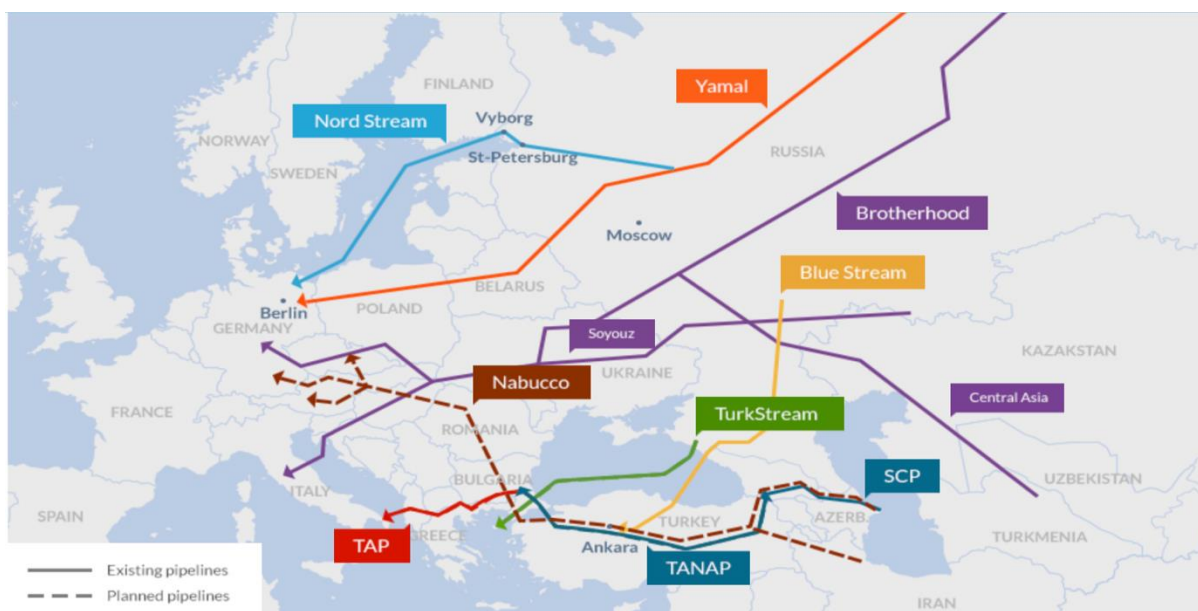 FINLAND
Yamal
Vyborg
Nord Stream
NORWAY
St-Petersburg
RUSSIA
SWEDEN
Brotherhood
Moscow
Blue Stream
BELARUS
Berlin
POLAND
GERMANY
Soyouz
KAZAKSTAN
Nabucco
UKRAINE
Central Asia
FRANCE
TurkStream
ROMANIA
SCP
BULGARIA
UZBEKISTAN
ITALY
SPAIN
TURKEY
AZERB.
GREECE
TAP
Ankara
TURKMENIA
TANAP
Existing pipelines
Planned pipelines
IRAN